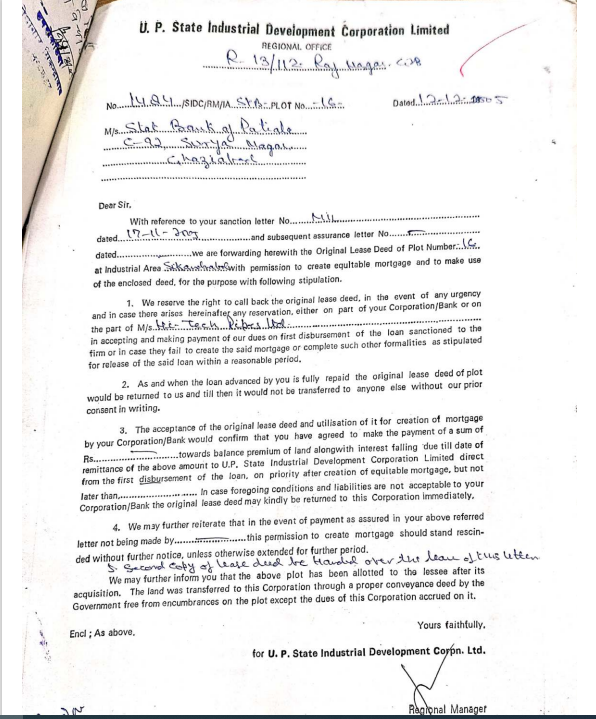 U. P. State Industrial Development Corporation Limited
REGIONAL OFFICE
R- 13/112- Raj Nagar. GZB
No....1484..../SIDC/RM/IA. SKB-.PLOT No.-16-. Dated.12-12-
M/s. State Bank of Patiala
C-92, Surya Nagar
Ghaziabad
Dear Sir,
With reference to your sanction letter No......Nil......
dated...17-11-2005......and subsequent assurance letter No......
dated..................we are forwarding herewith the Original Lease Deed of Plot Number.16.
at Industrial Area Sikandrabad with permission to create equitable mortgage and to make use
of the enclosed deed, for the purpose with following stipulation.
1. We reserve the right to call back the original lease deed, in the event of any urgency
and in case there arises hereinafter any reservation, either on part of your Corporation/Bank or on
the part of M/s. Hi-Tech Pipes Ltd.
in accepting and making payment of our dues on first disbursement of the loan sanctioned to the
firm or in case they fail to create the said mortgage or complete such other formalities as stipulated
for release of the said loan within a reasonable period.
2. As and when the loan advanced by you is fully repaid the original lease deed of plot
would be returned to us and till then it would not be transferred to anyone else without our prior
consent in writing.
3. The acceptance of the original lease deed and utilisation of it for creation of mortgage
by your Corporation/Bank would confirm that you have agreed to make the payment of a sum of
Rs..................towards balance premium of land alongwith interest falling due till date of
remittance of the above amount to U.P. State Industrial Development Corporation Limited direct
from the first disbursement of the loan, on priority after creation of equitable mortgage, but not
later than,...................... In case foregoing conditions and liabilities are not acceptable to your
Corporation/Bank the original lease deed may kindly be returned to this Corporation immediately.
4. We may further reiterate that in the event of payment as assured in your above referred
letter not being made by..................this permission to create mortgage should stand rescin-
ded without further notice, unless otherwise extended for further period.
5. Second copy of lease deed be handed over the of this letter
We may further inform you that the above plot has been allotted to the lessee after its
acquisition. The land was transferred to this Corporation through a proper conveyance deed by the
Government free from encumbrances on the plot except the dues of this Corporation accrued on it.
Yours faithfully,
Encl ; As above.
for U. P. State Industrial Development Corpn. Ltd.
Regional Manager